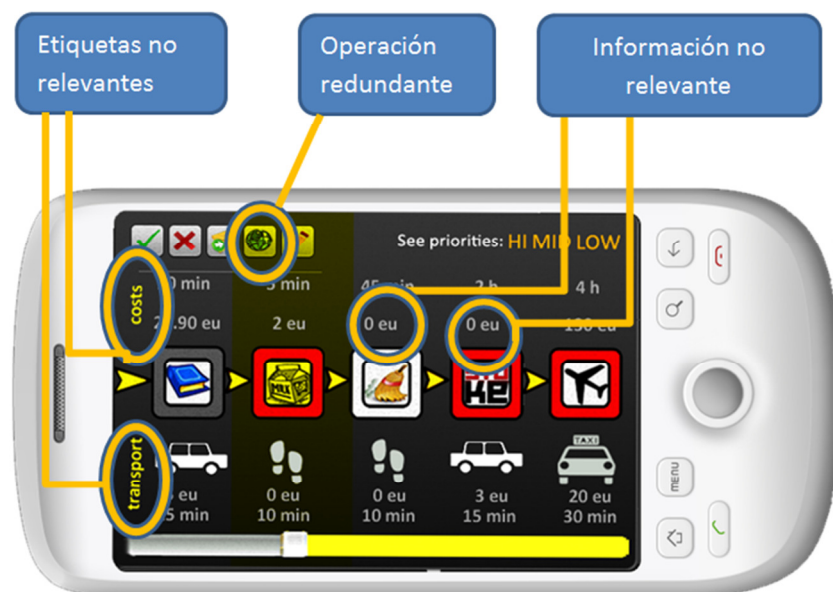 Etiquetas no
relevantes
Operación
redundante
Información no
relevante
See priorities: HI MID LOW
costs
min
min
min
2 h
4 h
.90 eu
2 eu
0 eu
0 eu
130 eu
transport
TAXI
eu
0 eu
0 eu
3 eu
20 eu
5 min
10 min
10 min
15 min
30 min
MENU